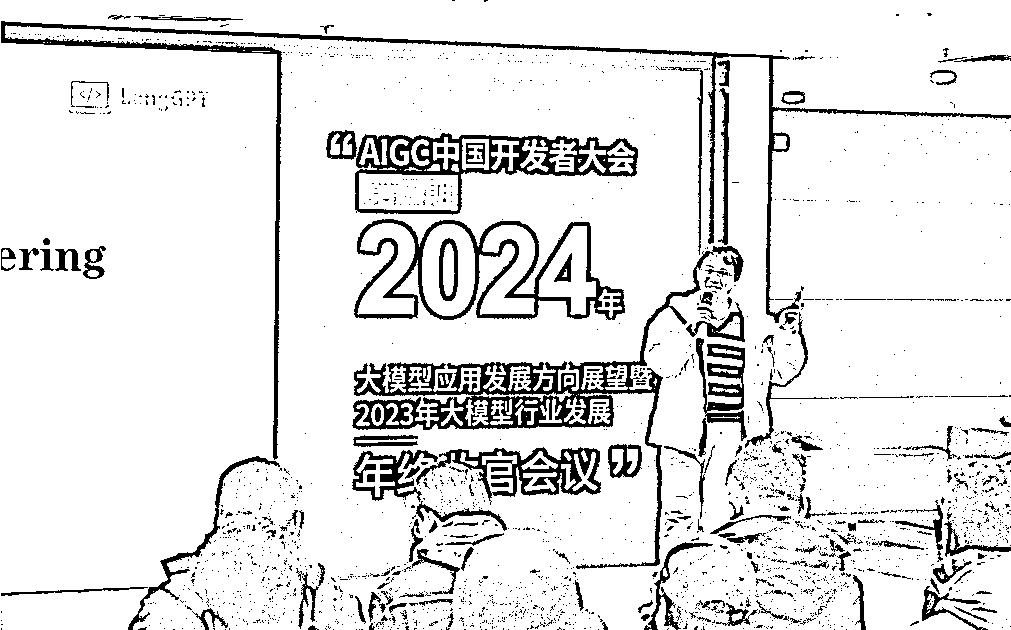 LangGPT
ering
“AIGC中国开发者大会
2024年
大模型应用发展方向展望暨
2023年大模型行业发展
年终 官会议”